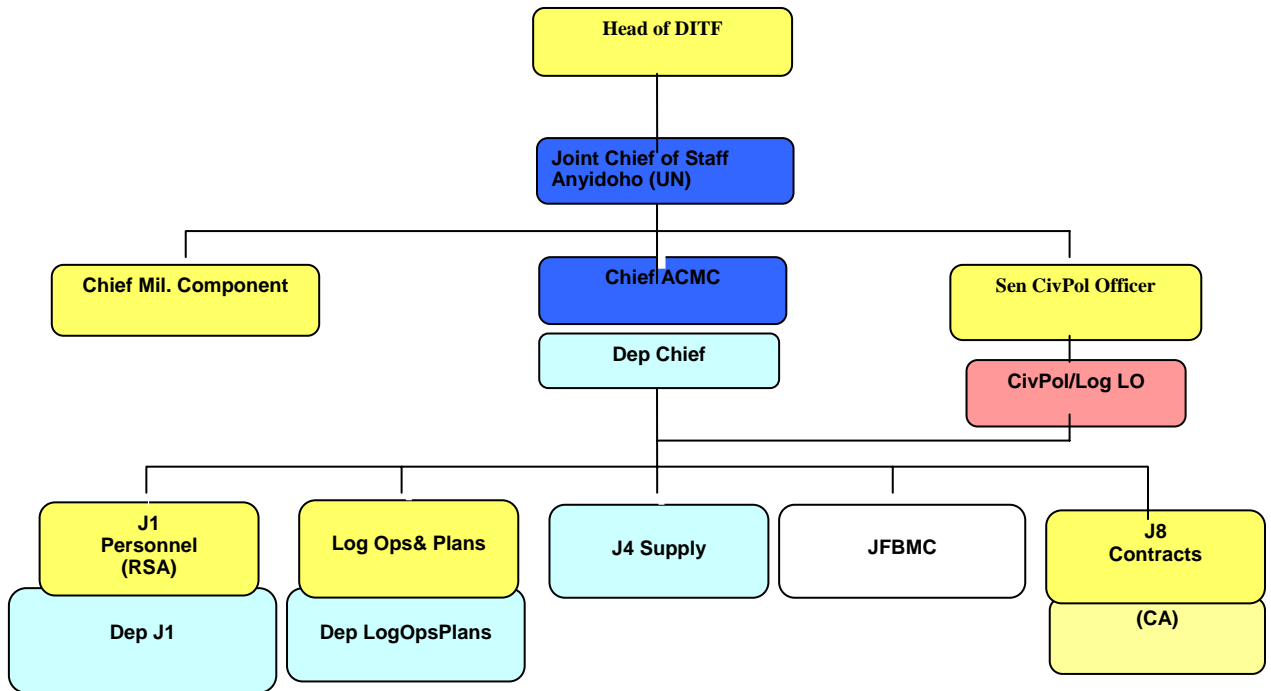 Head of DITF
Joint Chief of Staff
Anyidoho (UN)
Chief Mil. Component
Chief ACMC
Sen CivPol Officer
Dep Chief
CivPol/Log LO
J1
Personnel
(RSA)
Log Ops& Plans
J4 Supply
JFBMC
J8
Contracts
Dep J1
Dep LogOpsPlans
(CA)